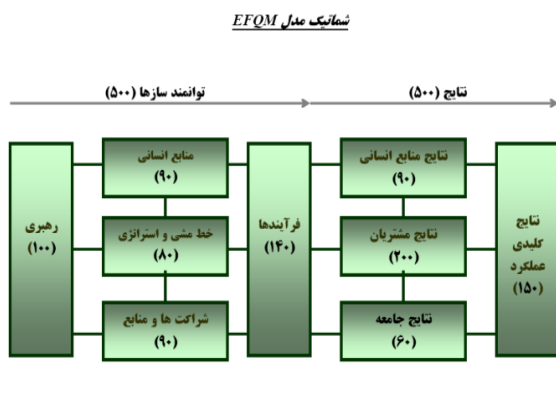 شماتیک مدل EFQM
توانمند سازها (۵۰۰)
نتایج (۵۰۰)
رهبری
(۱۰۰)
منابع انسانی
(۹۰)
خط مشی و استراتژی
(۸۰)
شراکت ها و منابع
(۹۰)
فرآیندها
(۱۴۰)
نتایج منابع انسانی
(۹۰)
نتایج مشتریان
(۲۰۰)
نتایج جامعه
(۶۰)
نتایج
کلیدی
عملکرد
(۱۵۰)